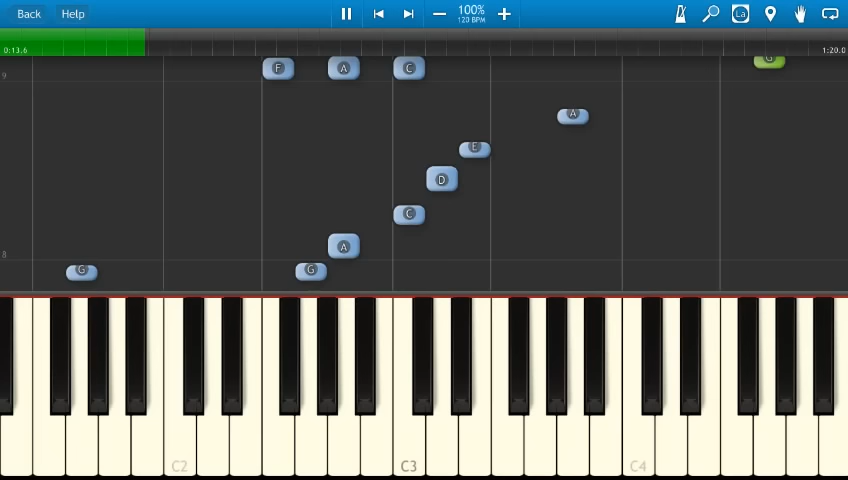 Back Help 100% La
120 BPM
0:13.6 1:20.0
G
F A C
9
A
E
D
C
A
8
G G
C2 C3 C4